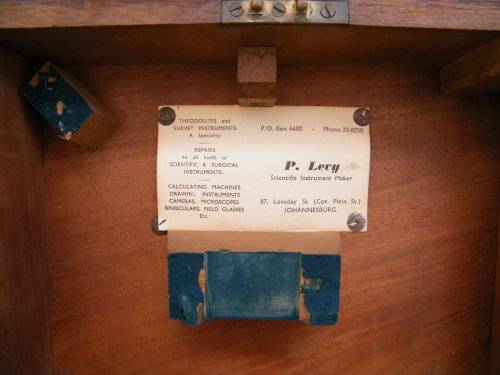 THEODOLITES and
SURVEY INSTRUMENTS
A Speciality
REPAIRS
to all kinds of
SCIENTIFIC & SURGICAL
INSTRUMENTS.
CALCULATING MACHINES
DRAWING INSTRUMENTS
CAMERAS, MICROSCOPES
BINOCULARS, FIELD GLASSES
Etc.
P.O. Box 6400 - Phone 33-8250
P. Levy
Scientific Instrument Maker
87, Loveday St. (Cor. Plein St.)
JOHANNESBURG.